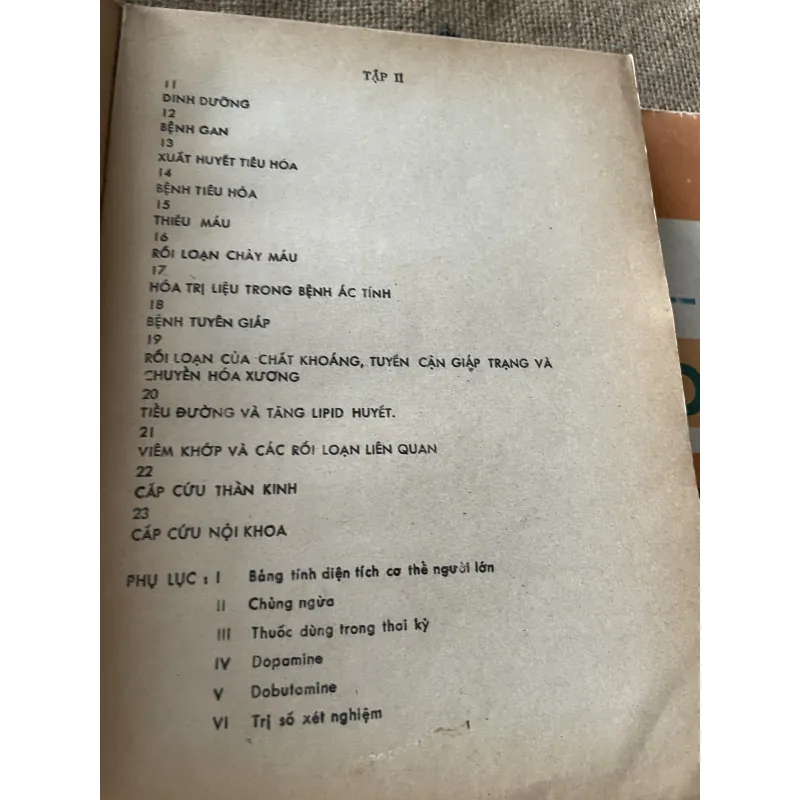 TẬP II
11
DINH DƯỠNG
12
BỆNH GAN
13
XUẤT HUYẾT TIÊU HÓA
14
BỆNH TIÊU HÓA
15
THIẾU MÁU
16
RỐI LOẠN CHẢY MÁU
17
HÓA TRỊ LIỆU TRONG BỆNH ÁC TÍNH
18
BỆNH TUYẾN GIÁP
19
RỐI LOẠN CỦA CHẤT KHOÁNG, TUYẾN CẬN GIÁP TRẠNG VÀ
CHUYỂN HÓA XƯƠNG
20
TIỂU ĐƯỜNG VÀ TĂNG LIPID HUYẾT.
21
VIÊM KHỚP VÀ CÁC RỐI LOẠN LIÊN QUAN
22
CẤP CỨU THẦN KINH
23
CẤP CỨU NỘI KHOA
PHỤ LỤC : I Bảng tính diện tích cơ thể người lớn
II Chủng ngừa
III Thuốc dùng trong thai kỳ
IV Dopamine
V Dobutamine
VI Trị số xét nghiệm